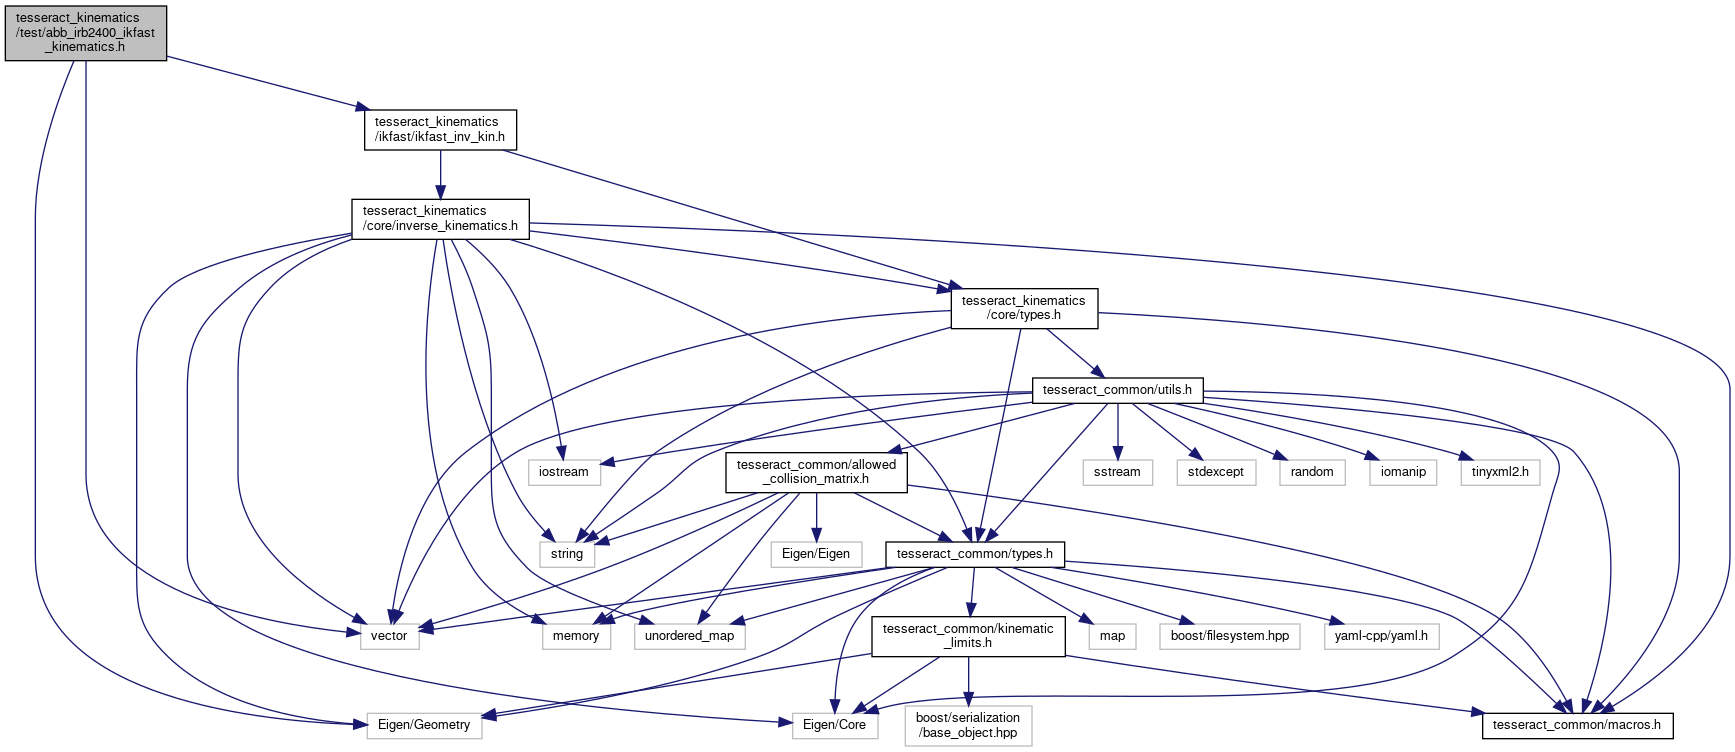 tesseract_kinematics
/test/abb_irb2400_ikfast
_kinematics.h
tesseract_kinematics
/ikfast/ikfast_inv_kin.h
tesseract_kinematics
/core/inverse_kinematics.h
tesseract_kinematics
/core/types.h
tesseract_common/utils.h
tesseract_common/allowed
_collision_matrix.h
iostream
sstream
stdexcept
random
iomanip
tinyxml2.h
string
Eigen/Eigen
tesseract_common/types.h
vector
memory
unordered_map
tesseract_common/kinematic
_limits.h
map
boost/filesystem.hpp
yaml-cpp/yaml.h
Eigen/Geometry
Eigen/Core
boost/serialization
/base_object.hpp
tesseract_common/macros.h